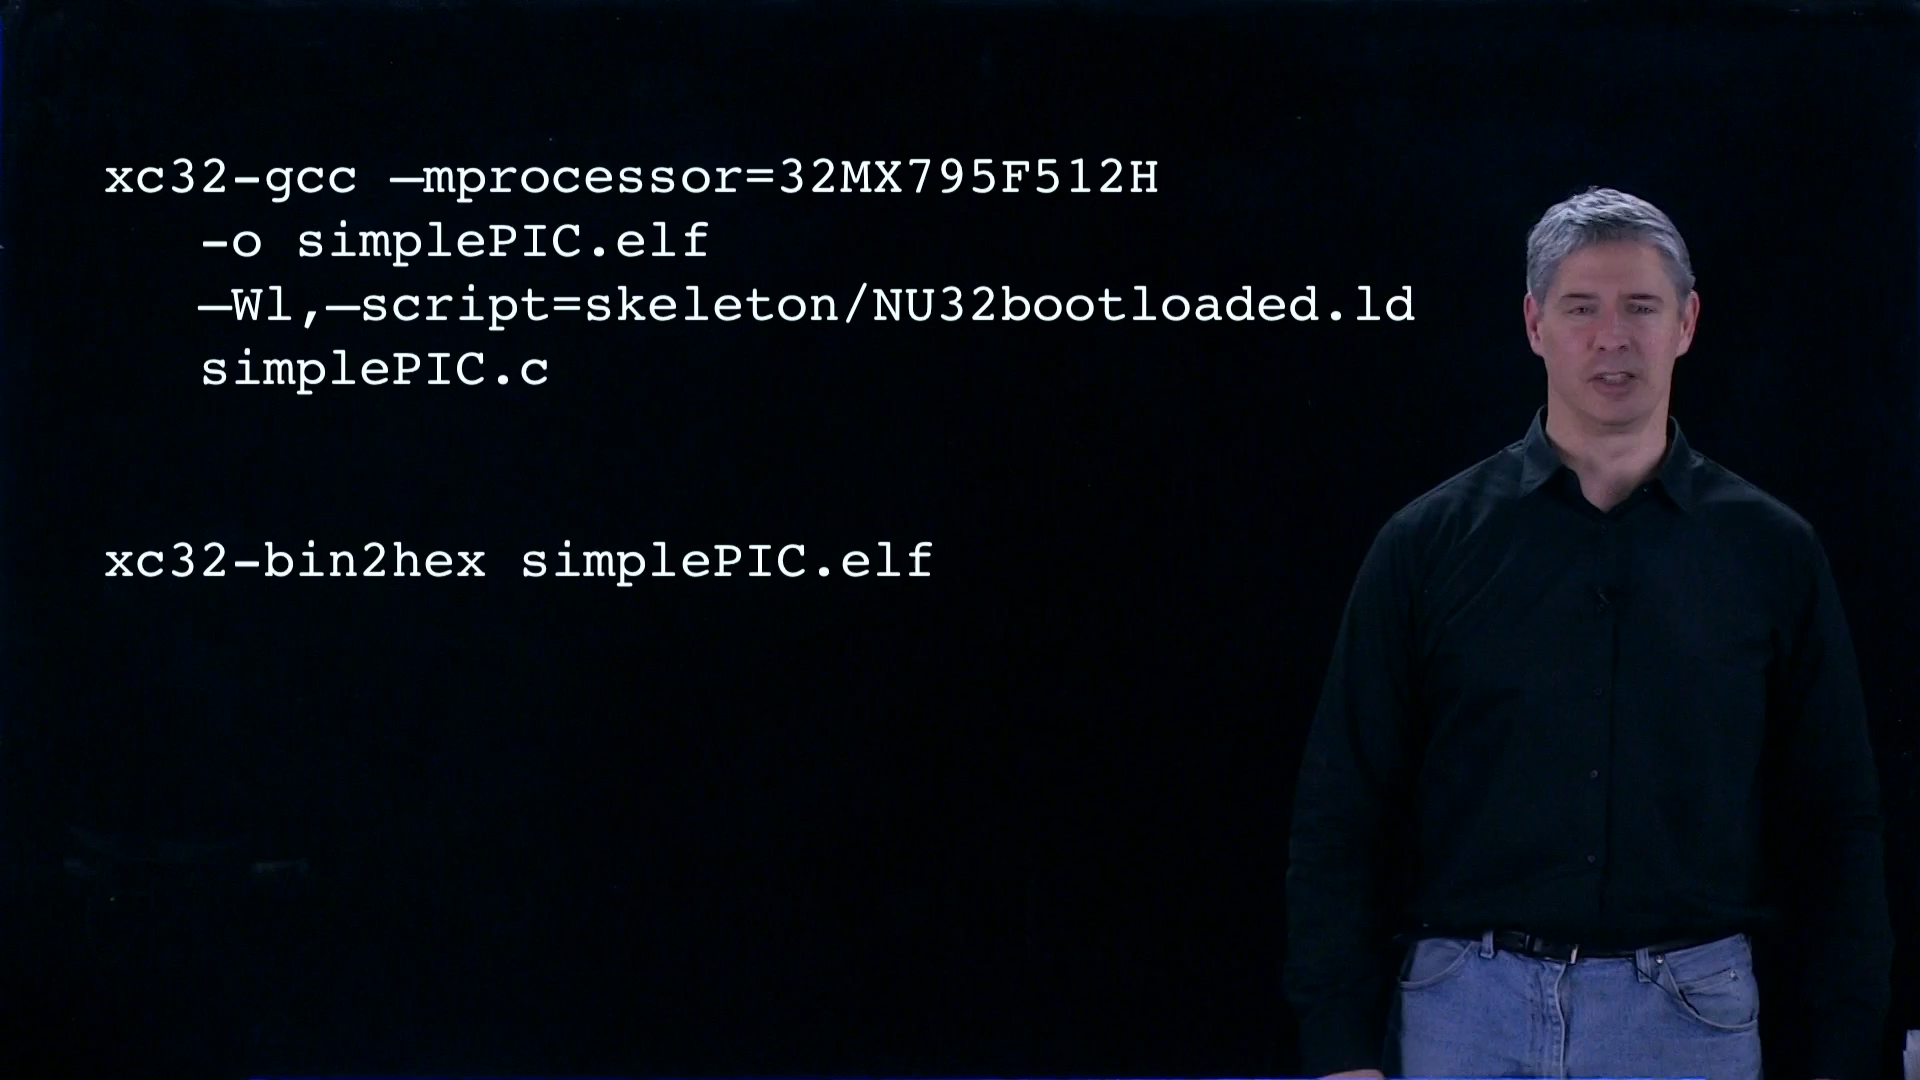 xc32-gcc —mprocessor=32MX795F512H
-o simplePIC.elf
—Wl,—script=skeleton/NU32bootloaded.ld
simplePIC.c
xc32-bin2hex simplePIC.elf